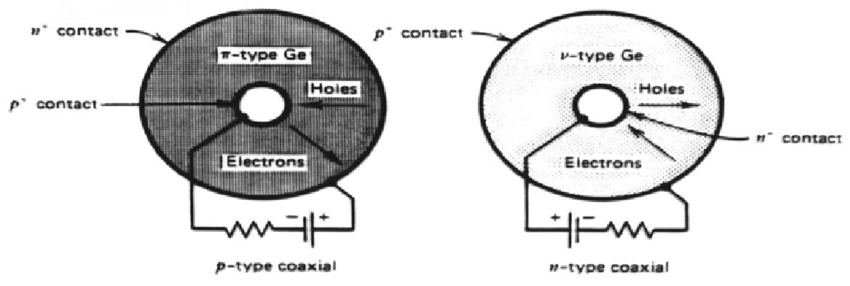 n+ contact
π-type Ge
Holes
p+ contact
Electrons
− +
p-type coaxial
p+ contact
ν-type Ge
Holes
n+ contact
Electrons
+ −
n-type coaxial